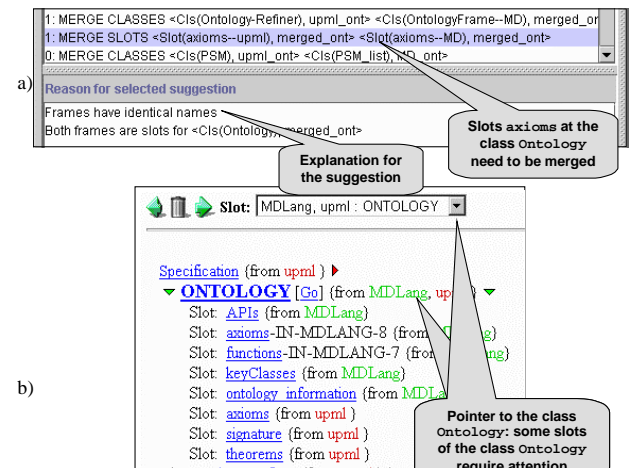 1: MERGE CLASSES <Cls(Ontology-Refiner), upml_ont> <Cls(OntologyFrame--MD), merged_or
1: MERGE SLOTS <Slot(axioms--upml), merged_ont> <Slot(axioms--MD), merged_ont>
0: MERGE CLASSES <Cls(PSM), upml_ont> <Cls(PSM_list), MD_ont>
a)
Reason for selected suggestion
Frames have identical names
Both frames are slots for <Cls(Ontology), merged_ont>
Slots axioms at the
class Ontology
need to be merged
Explanation for
the suggestion
Slot: MDLang, upml : ONTOLOGY
Specification {from upml }
ONTOLOGY [Go] {from MDLang, up }
Slot: APIs {from MDLang}
Slot: axioms-IN-MDLANG-8 {from g}
Slot: functions-IN-MDLANG-7 {from ng}
Slot: keyClasses {from MDLang}
b)
Slot: ontology_information {from MDLa
Slot: axioms {from upml }
Slot: signature {from upml }
Slot: theorems {from upml }
Pointer to the class
Ontology: some slots
of the class Ontology
require attention